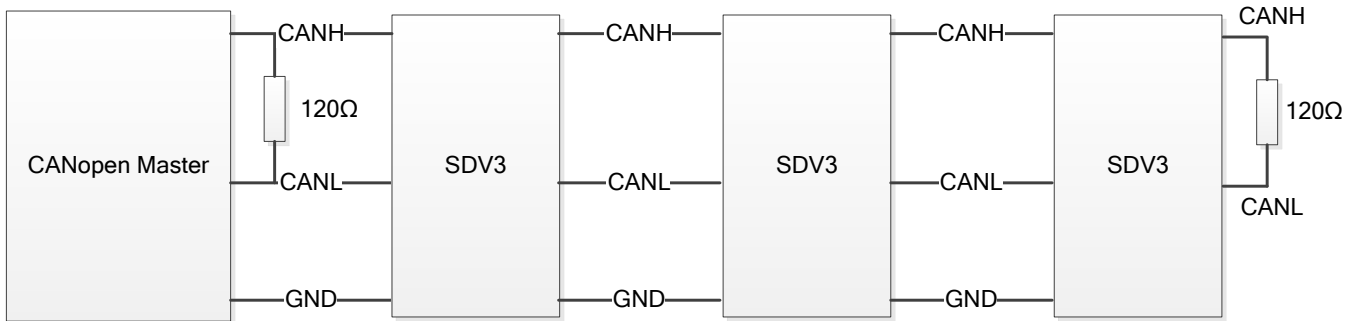 CANH CANH CANH CANH
120Ω 120Ω
CANopen Master SDV3 SDV3 SDV3
CANL CANL CANL
CANL
GND GND GND